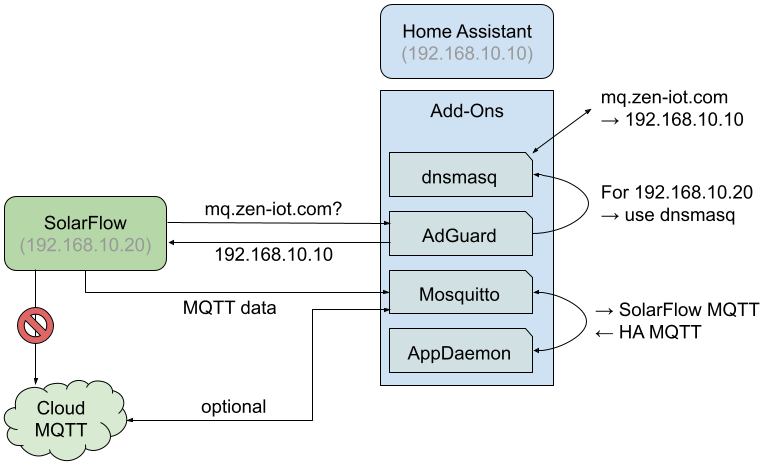 Home Assistant
(192.168.10.10)
Add-Ons
mq.zen-iot.com
→ 192.168.10.10
dnsmasq
For 192.168.10.20
→ use dnsmasq
SolarFlow
(192.168.10.20)
mq.zen-iot.com?
AdGuard
192.168.10.10
Mosquitto
MQTT data
→ SolarFlow MQTT
← HA MQTT
AppDaemon
Cloud
MQTT
optional